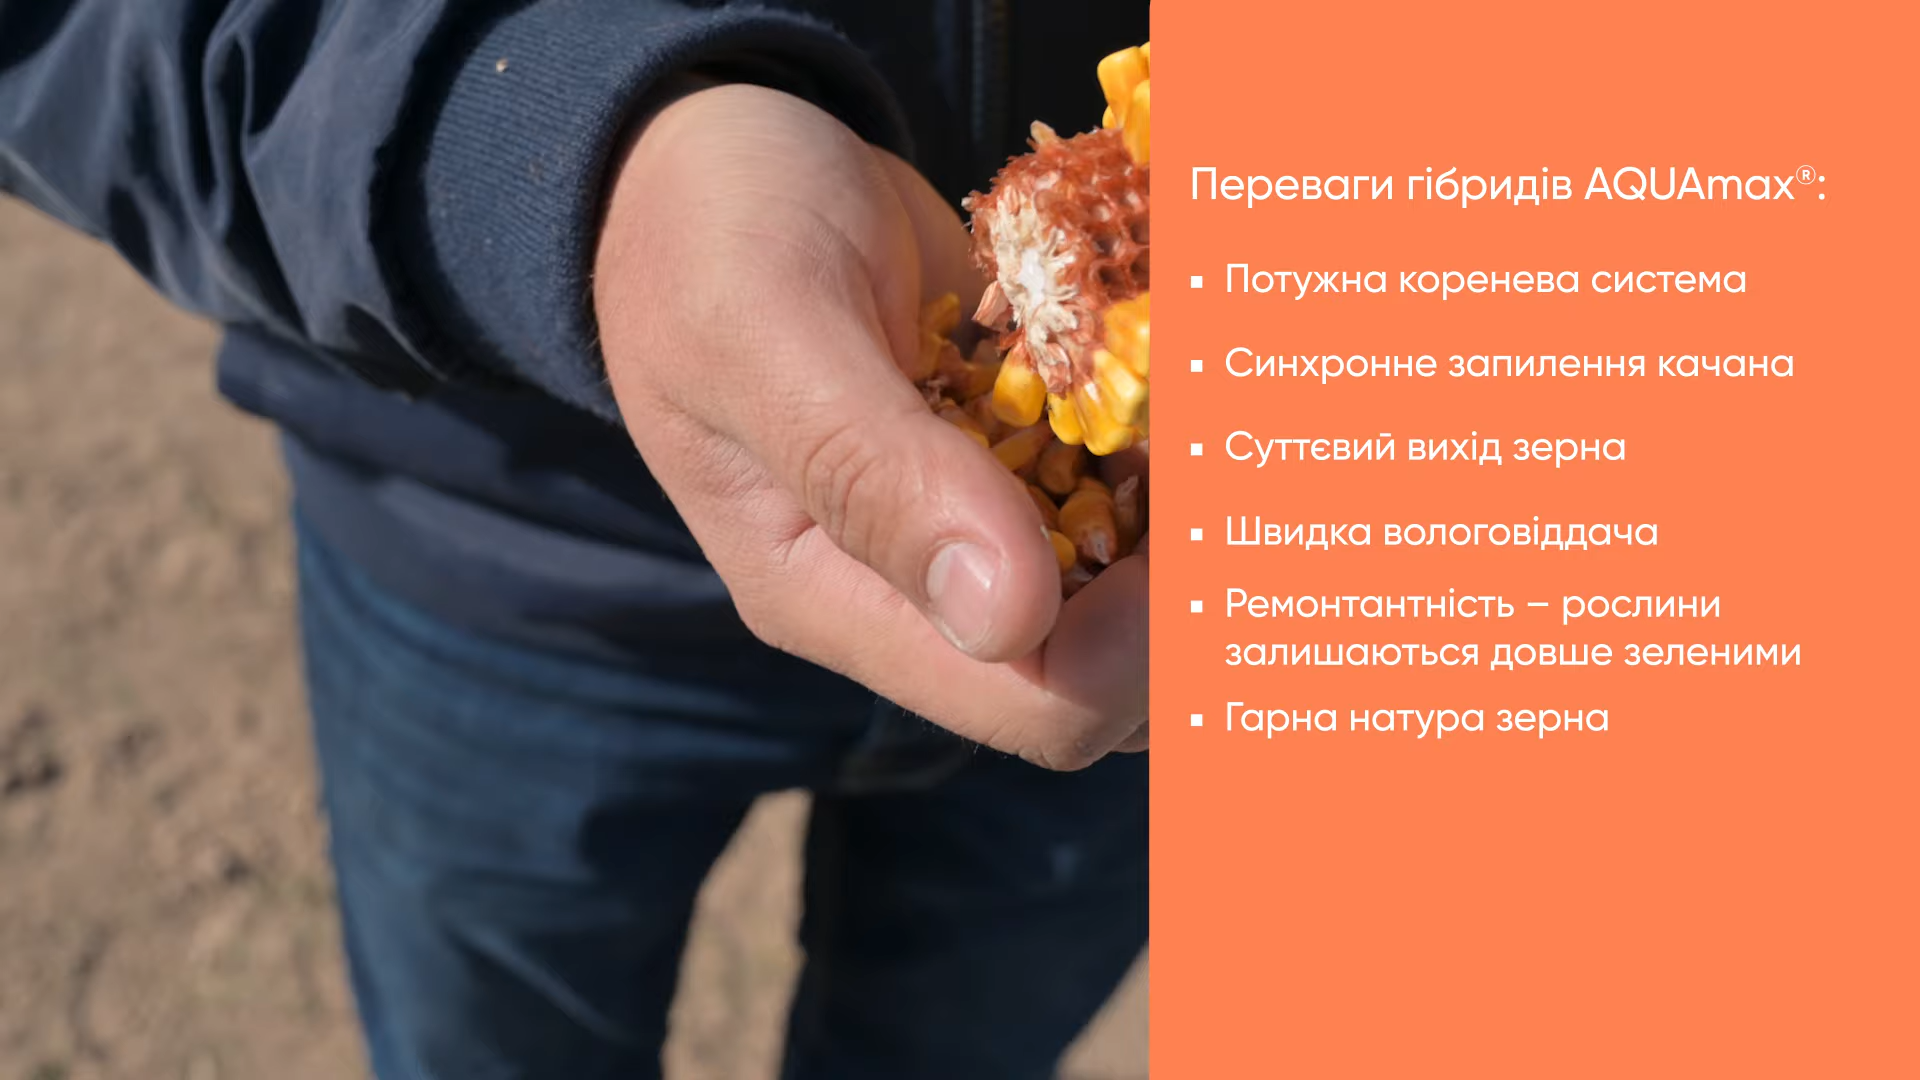 Переваги гібридів AQUAmax®:
▪ Потужна коренева система
▪ Синхронне запилення качана
▪ Суттєвий вихід зерна
▪ Швидка вологовіддача
▪ Ремонтантність – рослини
залишаються довше зеленими
▪ Гарна натура зерна